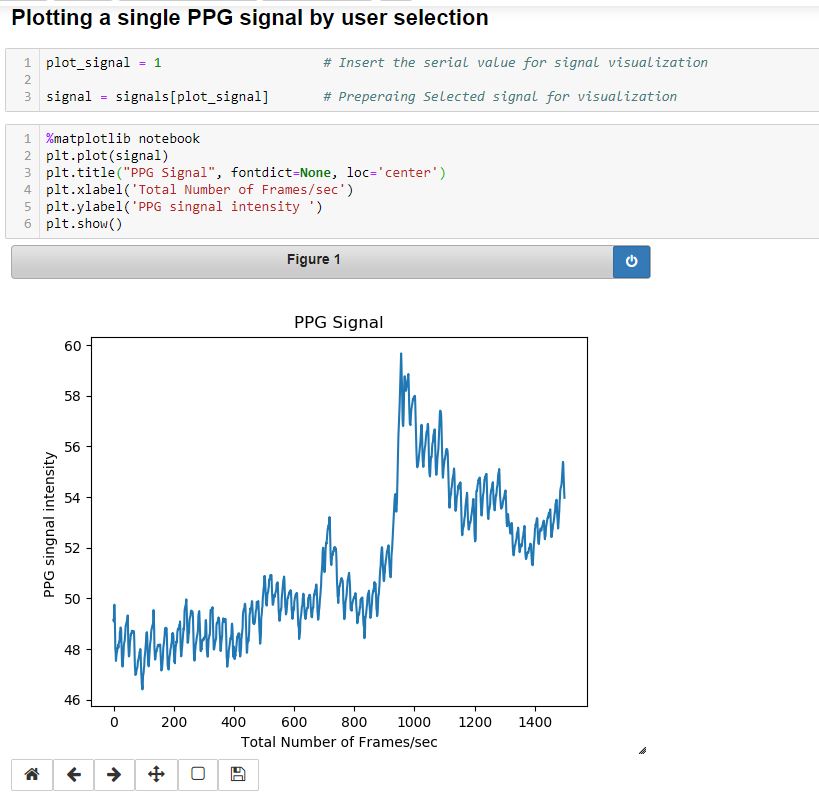 Plotting a single PPG signal by user selection
1 plot_signal = 1 # Insert the serial value for signal visualization
2
3 signal = signals[plot_signal] # Preperaing Selected signal for visualization
1 %matplotlib notebook
2 plt.plot(signal)
3 plt.title("PPG Signal", fontdict=None, loc='center')
4 plt.xlabel('Total Number of Frames/sec')
5 plt.ylabel('PPG singnal intensity ')
6 plt.show()
Figure 1
PPG Signal
PPG singnal intensity
60
58
56
54
52
50
48
46
0 200 400 600 800 1000 1200 1400
Total Number of Frames/sec